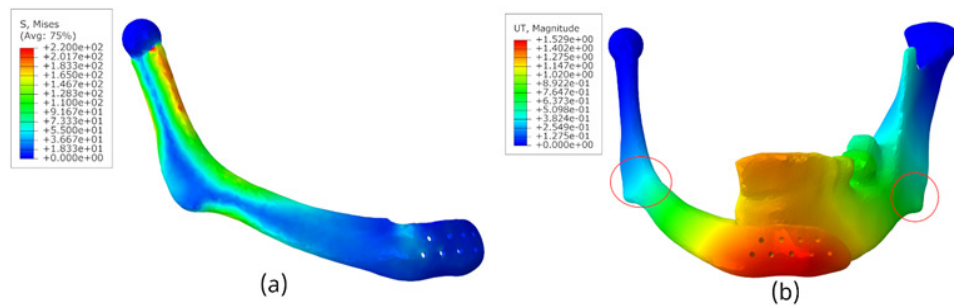 S, Mises
(Avg: 75%)
+2.200e+02
+2.017e+02
+1.833e+02
+1.650e+02
+1.467e+02
+1.283e+02
+1.100e+02
+9.167e+01
+7.333e+01
+5.500e+01
+3.667e+01
+1.833e+01
+0.000e+00
(a)
UT, Magnitude
+1.529e+00
+1.402e+00
+1.275e+00
+1.147e+00
+1.020e+00
+8.922e-01
+7.647e-01
+6.373e-01
+5.098e-01
+3.824e-01
+2.549e-01
+1.275e-01
+0.000e+00
(b)